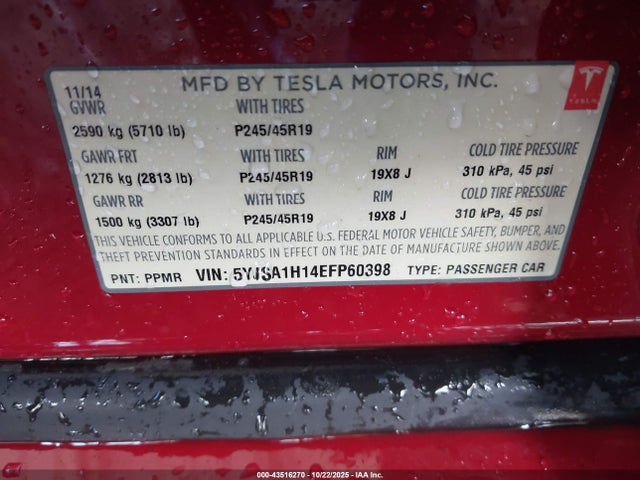 MFD BY TESLA MOTORS, INC.
11/14
GVWR WITH TIRES
2590 kg (5710 lb) P245/45R19
GAWR FRT WITH TIRES RIM COLD TIRE PRESSURE
1276 kg (2813 lb) P245/45R19 19X8 J 310 kPa, 45 psi
GAWR RR WITH TIRES RIM COLD TIRE PRESSURE
1500 kg (3307 lb) P245/45R19 19X8 J 310 kPa, 45 psi
THIS VEHICLE CONFORMS TO ALL APPLICABLE U.S. FEDERAL MOTOR VEHICLE SAFETY, BUMPER, AND
THEFT PREVENTION STANDARDS IN EFFECT ON THE DATE OF MANUFACTURE SHOWN ABOVE.
PNT: PPMR VIN: 5YJSA1H14EFP60398 TYPE: PASSENGER CAR
TESLA
000-43516270 - 10/22/2025 - IAA Inc.